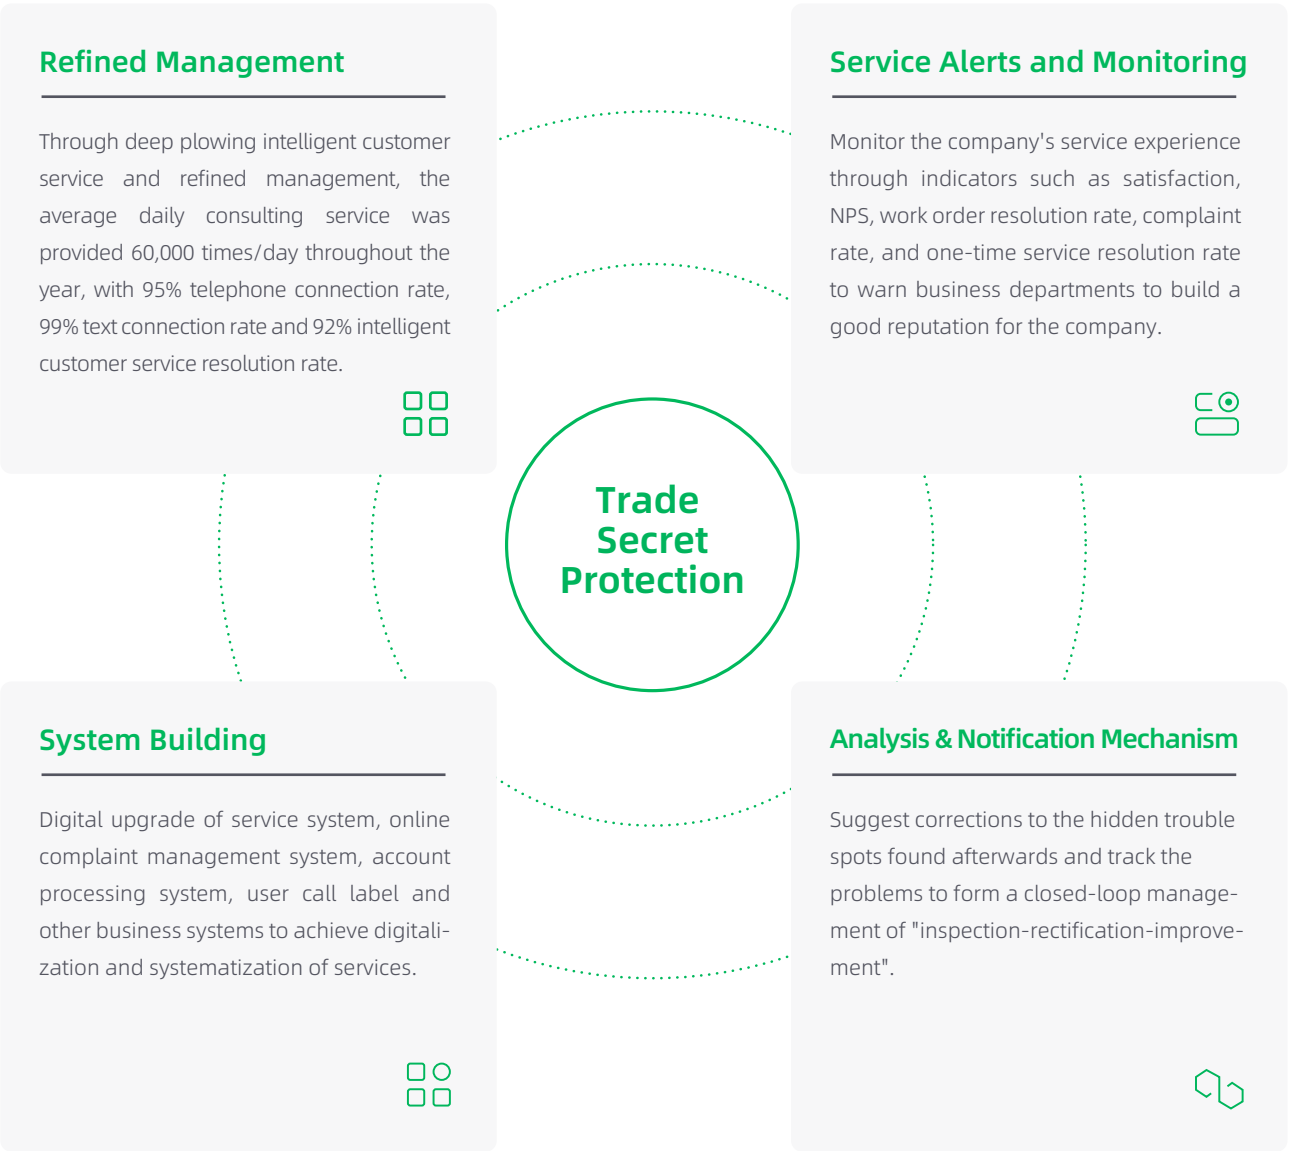 Refined Management
Through deep plowing intelligent customer
service and refined management, the
average daily consulting service was
provided 60,000 times/day throughout the
year, with 95% telephone connection rate,
99% text connection rate and 92% intelligent
customer service resolution rate.
Service Alerts and Monitoring
Monitor the company's service experience
through indicators such as satisfaction,
NPS, work order resolution rate, complaint
rate, and one-time service resolution rate
to warn business departments to build a
good reputation for the company.
Trade
Secret
Protection
System Building
Digital upgrade of service system, online
complaint management system, account
processing system, user call label and
other business systems to achieve digitali-
zation and systematization of services.
Analysis & Notification Mechanism
Suggest corrections to the hidden trouble
spots found afterwards and track the
problems to form a closed-loop manage-
ment of "inspection-rectification-improve-
ment".